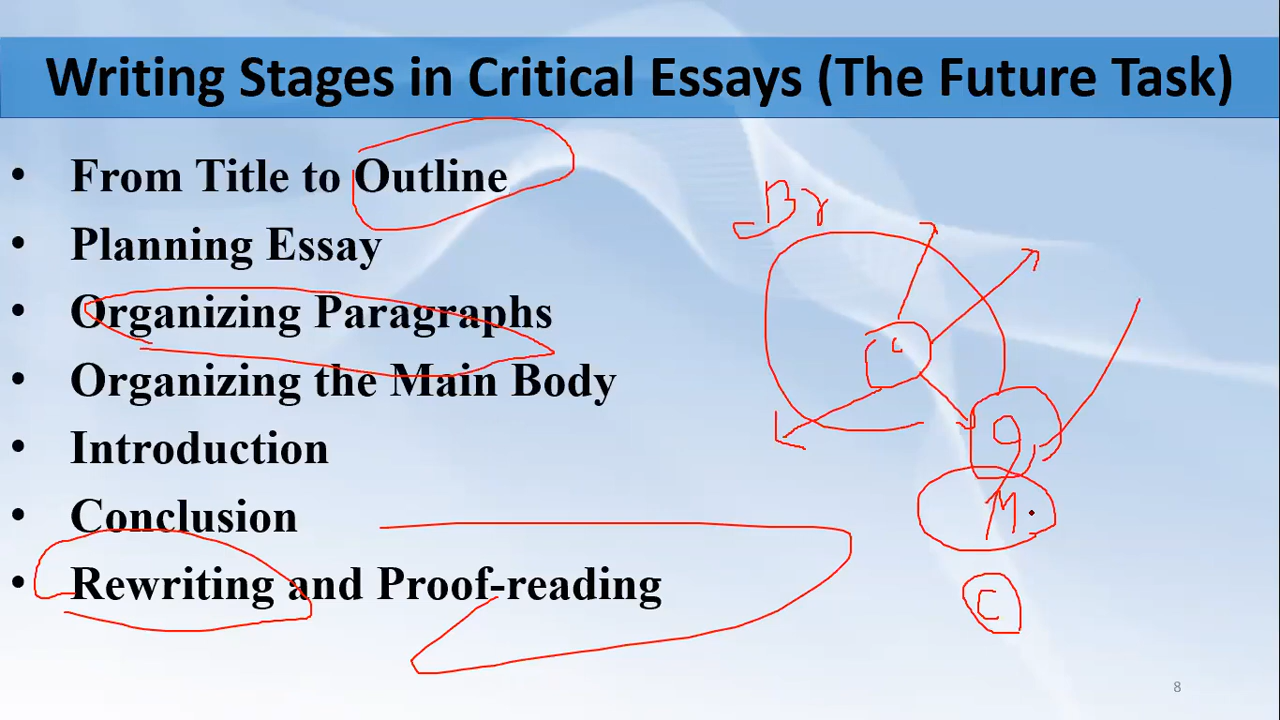 Writing Stages in Critical Essays (The Future Task)
• From Title to Outline
• Planning Essay
• Organizing Paragraphs
• Organizing the Main Body
• Introduction
• Conclusion
• Rewriting and Proof-reading
Br
M
C
8